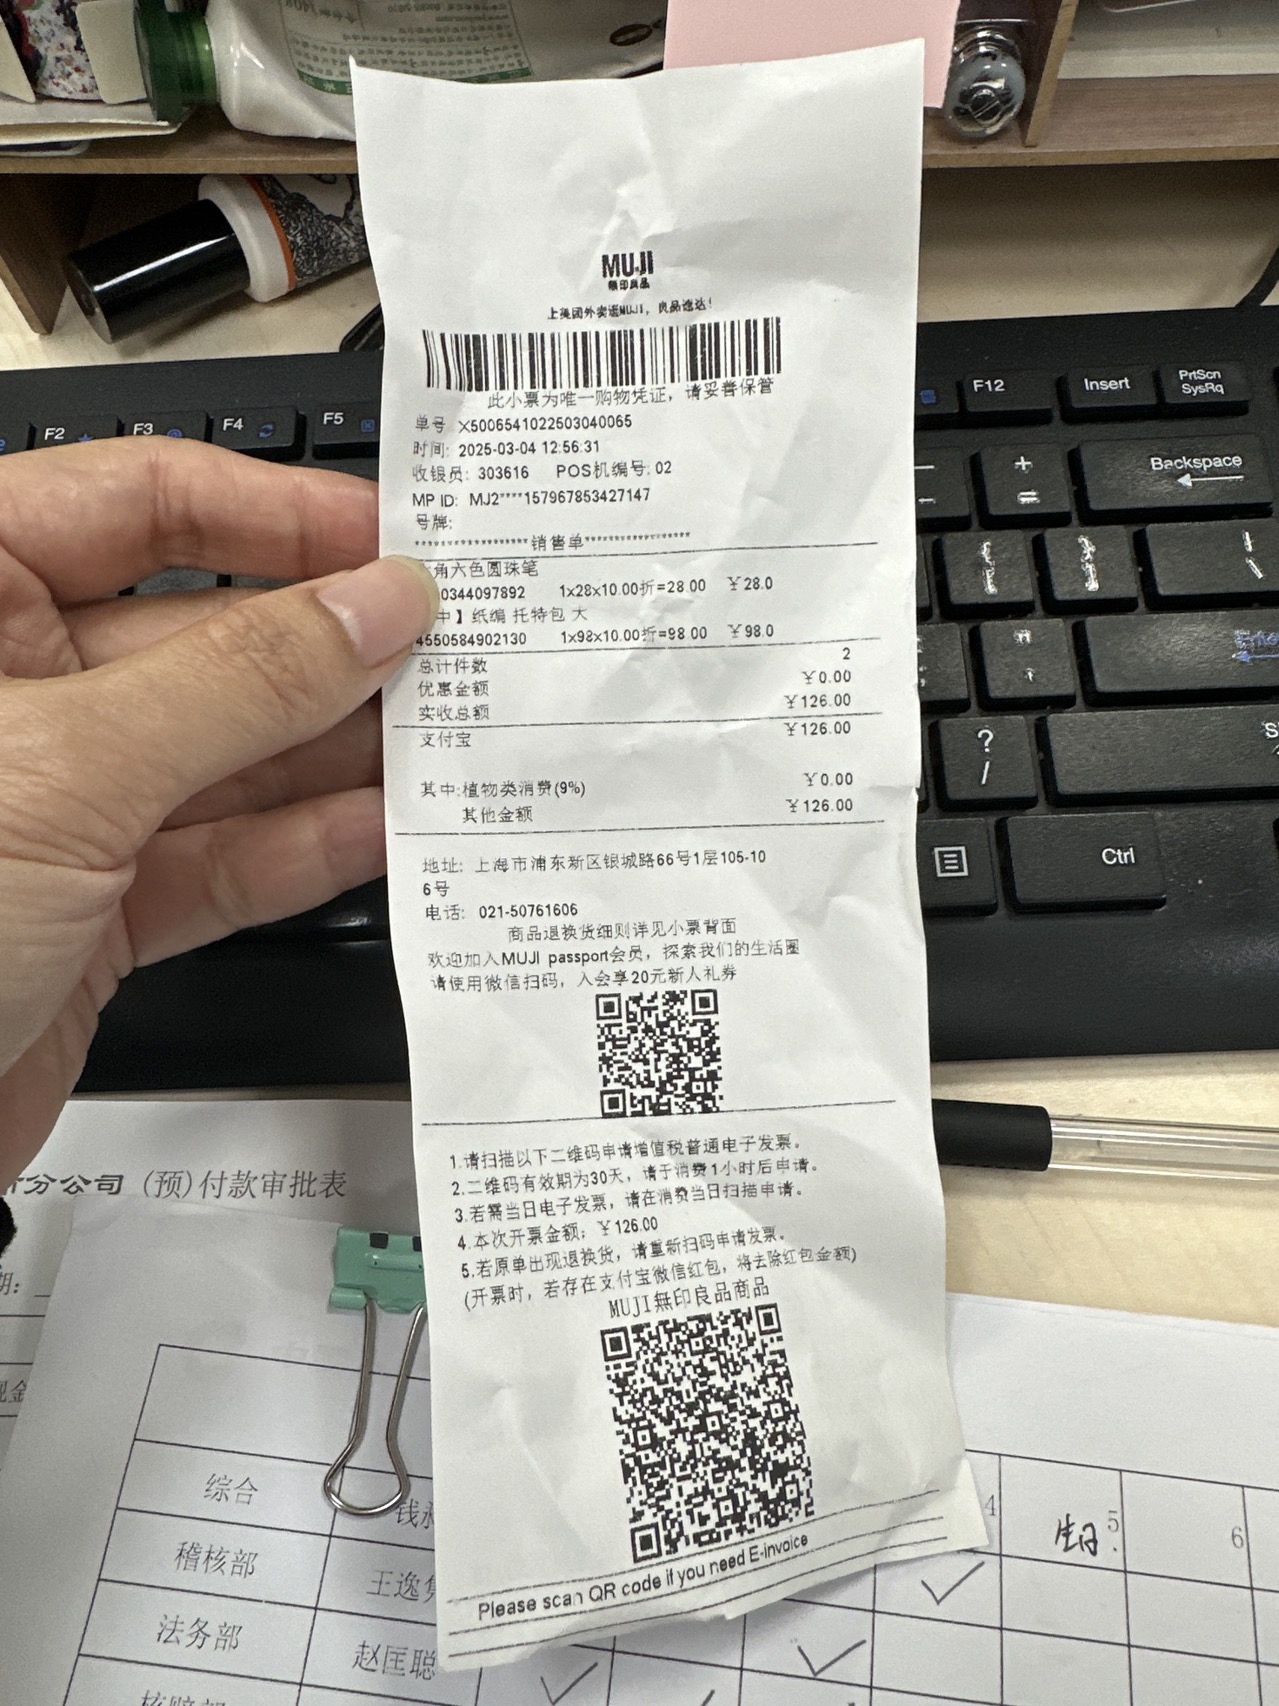 MUJI
無印良品
上美团外卖逛MUJI，良品速达！
此小票为唯一购物凭证，请妥善保管
单号 X5006541022503040065
时间: 2025-03-04 12:56:31
收银员: 303616 POS机编号: 02
MP ID: MJ2****157967853427147
号牌:
销售单
角六色圆珠笔
0344097892 1x28x10.00折=28.00 ￥28.0
中】纸编 托特包 大
4550584902130 1x98x10.00折=98.00 ￥98.0
总计件数 2
优惠金额 ￥0.00
实收总额 ￥126.00
支付宝 ￥126.00
其中:植物类消费(9%) ￥0.00
其他金额 ￥126.00
地址: 上海市浦东新区银城路66号1层105-10
6号
电话: 021-50761606
商品退换货细则详见小票背面
欢迎加入MUJI passport会员，探索我们的生活圈
请使用微信扫码，入会享20元新人礼券
1.请扫描以下二维码申请增值税普通电子发票。
2.二维码有效期为30天，请于消费1小时后申请。
3.若需当日电子发票，请在消费当日扫描申请。
4.本次开票金额: ￥126.00
5.若原单出现退换货，请重新扫码申请发票。
(开票时，若存在支付宝微信红包，将去除红包金额)
MUJI無印良品商品
Please scan QR code if you need E-invoice
F2 F3 F4 F5
F12 Insert PrtScn
SysRq
Backspace
+
=
?
/
Ctrl
分公司 (预)付款审批表
4 5 6
综合
稽核部 王逸
法务部 赵匡聪